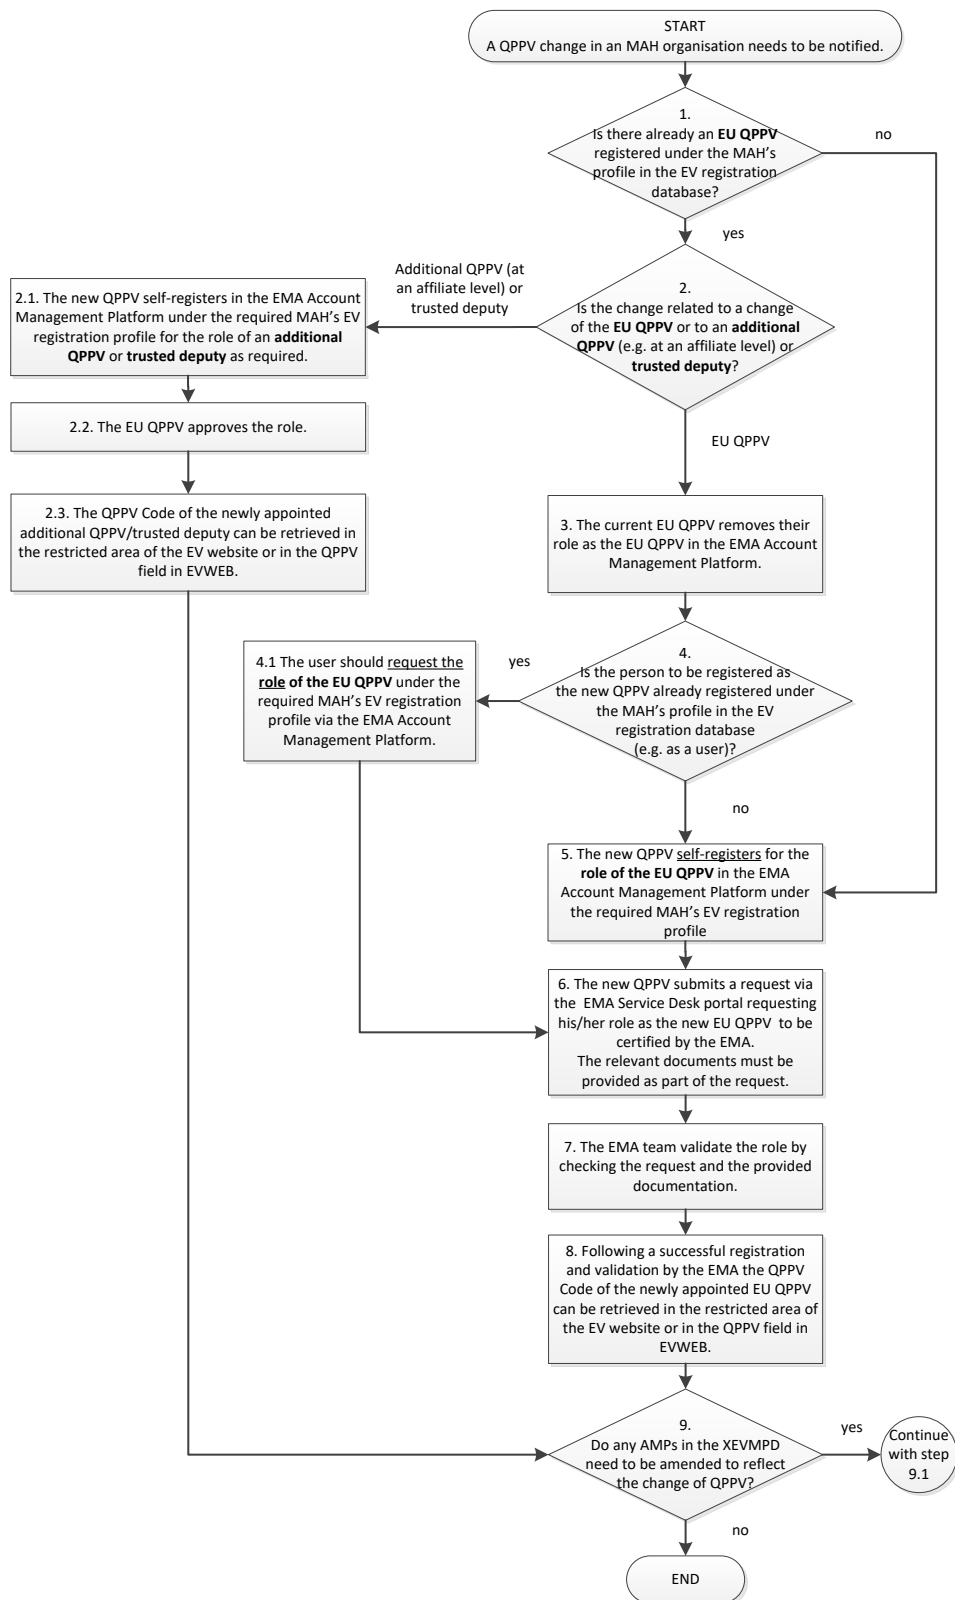 START
A QPPV change in an MAH organisation needs to be notified.
1.
Is there already an EU QPPV
registered under the MAH's
profile in the EV registration
database?
no
yes
2.
Is the change related to a change
of the EU QPPV or to an additional
QPPV (e.g. at an affiliate level) or
trusted deputy?
Additional QPPV (at
an affiliate level) or
trusted deputy
2.1. The new QPPV self-registers in the EMA Account
Management Platform under the required MAH's EV
registration profile for the role of an additional
QPPV or trusted deputy as required.
2.2. The EU QPPV approves the role.
2.3. The QPPV Code of the newly appointed
additional QPPV/trusted deputy can be retrieved in
the restricted area of the EV website or in the QPPV
field in EVWEB.
EU QPPV
3. The current EU QPPV removes their
role as the EU QPPV in the EMA Account
Management Platform.
4.
Is the person to be registered as
the new QPPV already registered under
the MAH's profile in the EV
registration database
(e.g. as a user)?
yes
4.1 The user should request the
role of the EU QPPV under the
required MAH's EV registration
profile via the EMA Account
Management Platform.
no
5. The new QPPV self-registers for the
role of the EU QPPV in the EMA
Account Management Platform under
the required MAH's EV registration
profile
6. The new QPPV submits a request via
the EMA Service Desk portal requesting
his/her role as the new EU QPPV to be
certified by the EMA.
The relevant documents must be
provided as part of the request.
7. The EMA team validate the role by
checking the request and the provided
documentation.
8. Following a successful registration
and validation by the EMA the QPPV
Code of the newly appointed EU QPPV
can be retrieved in the restricted area of
the EV website or in the QPPV field in
EVWEB.
9.
Do any AMPs in the XEVMPD
need to be amended to reflect
the change of QPPV?
yes
Continue
with step
9.1
no
END